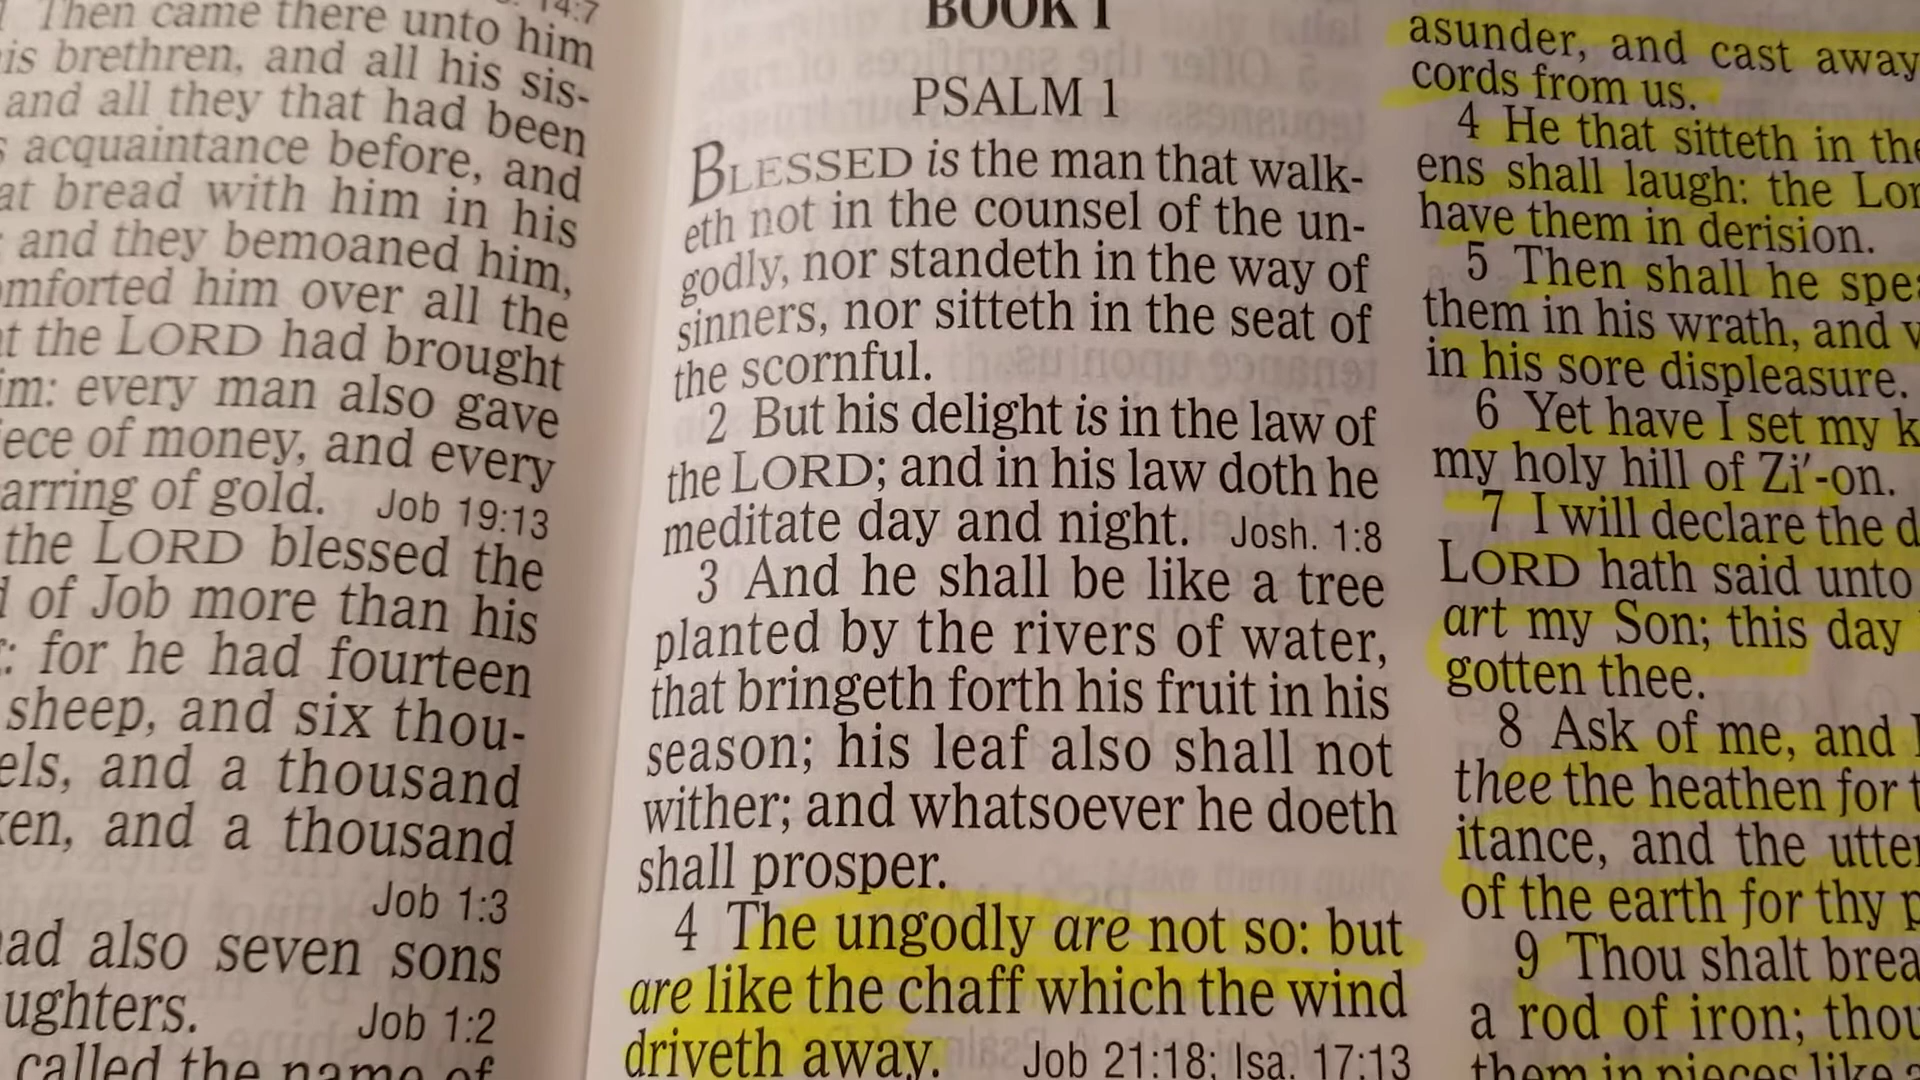 14:7
Then came there unto him
is brethren, and all his sis-
and all they that had been
acquaintance before, and
at bread with him in his
and they bemoaned him,
omforted him over all the
t the LORD had brought
im: every man also gave
iece of money, and every
arring of gold. Job 19:13
the LORD blessed the
of Job more than his
: for he had fourteen
sheep, and six thou-
els, and a thousand
en, and a thousand
Job 1:3
ad also seven sons
ughters. Job 1:2
called the name of
BOOK 1
PSALM 1
BLESSED is the man that walk-
eth not in the counsel of the un-
godly, nor standeth in the way of
sinners, nor sitteth in the seat of
the scornful.
2 But his delight is in the law of
the LORD; and in his law doth he
meditate day and night. Josh. 1:8
3 And he shall be like a tree
planted by the rivers of water,
that bringeth forth his fruit in his
season; his leaf also shall not
wither; and whatsoever he doeth
shall prosper.
4 The ungodly are not so: but
are like the chaff which the wind
driveth away. Job 21:18; Isa. 17:13
asunder, and cast away
cords from us.
4 He that sitteth in the
ens shall laugh: the Lor
have them in derision.
5 Then shall he spea
them in his wrath, and v
in his sore displeasure.
6 Yet have I set my k
my holy hill of Zi'-on.
7 I will declare the d
LORD hath said unto
art my Son; this day
gotten thee.
8 Ask of me, and I
thee the heathen for t
itance, and the utter
of the earth for thy p
9 Thou shalt brea
a rod of iron; thou
them in pieces like a